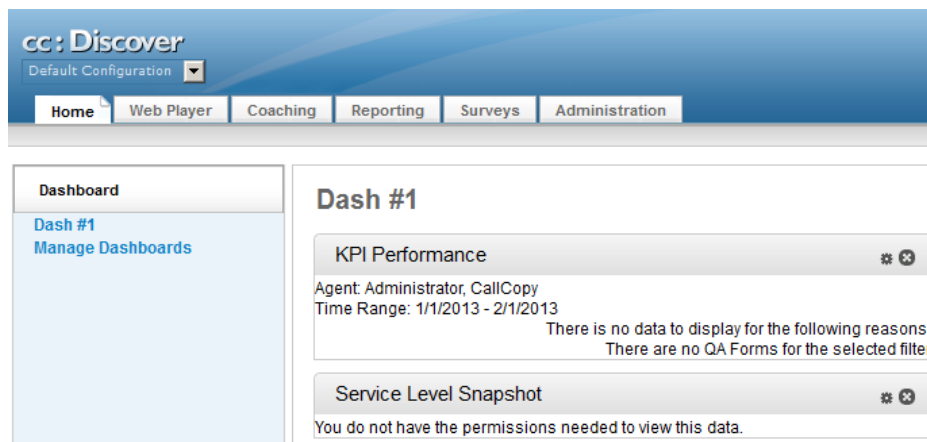 cc: Discover
Default Configuration
Home Web Player Coaching Reporting Surveys Administration
Dashboard
Dash #1
Manage Dashboards
Dash #1
KPI Performance
Agent: Administrator, CallCopy
Time Range: 1/1/2013 - 2/1/2013
There is no data to display for the following reasons
There are no QA Forms for the selected
Service Level Snapshot
You do not have the permissions needed to view this data.